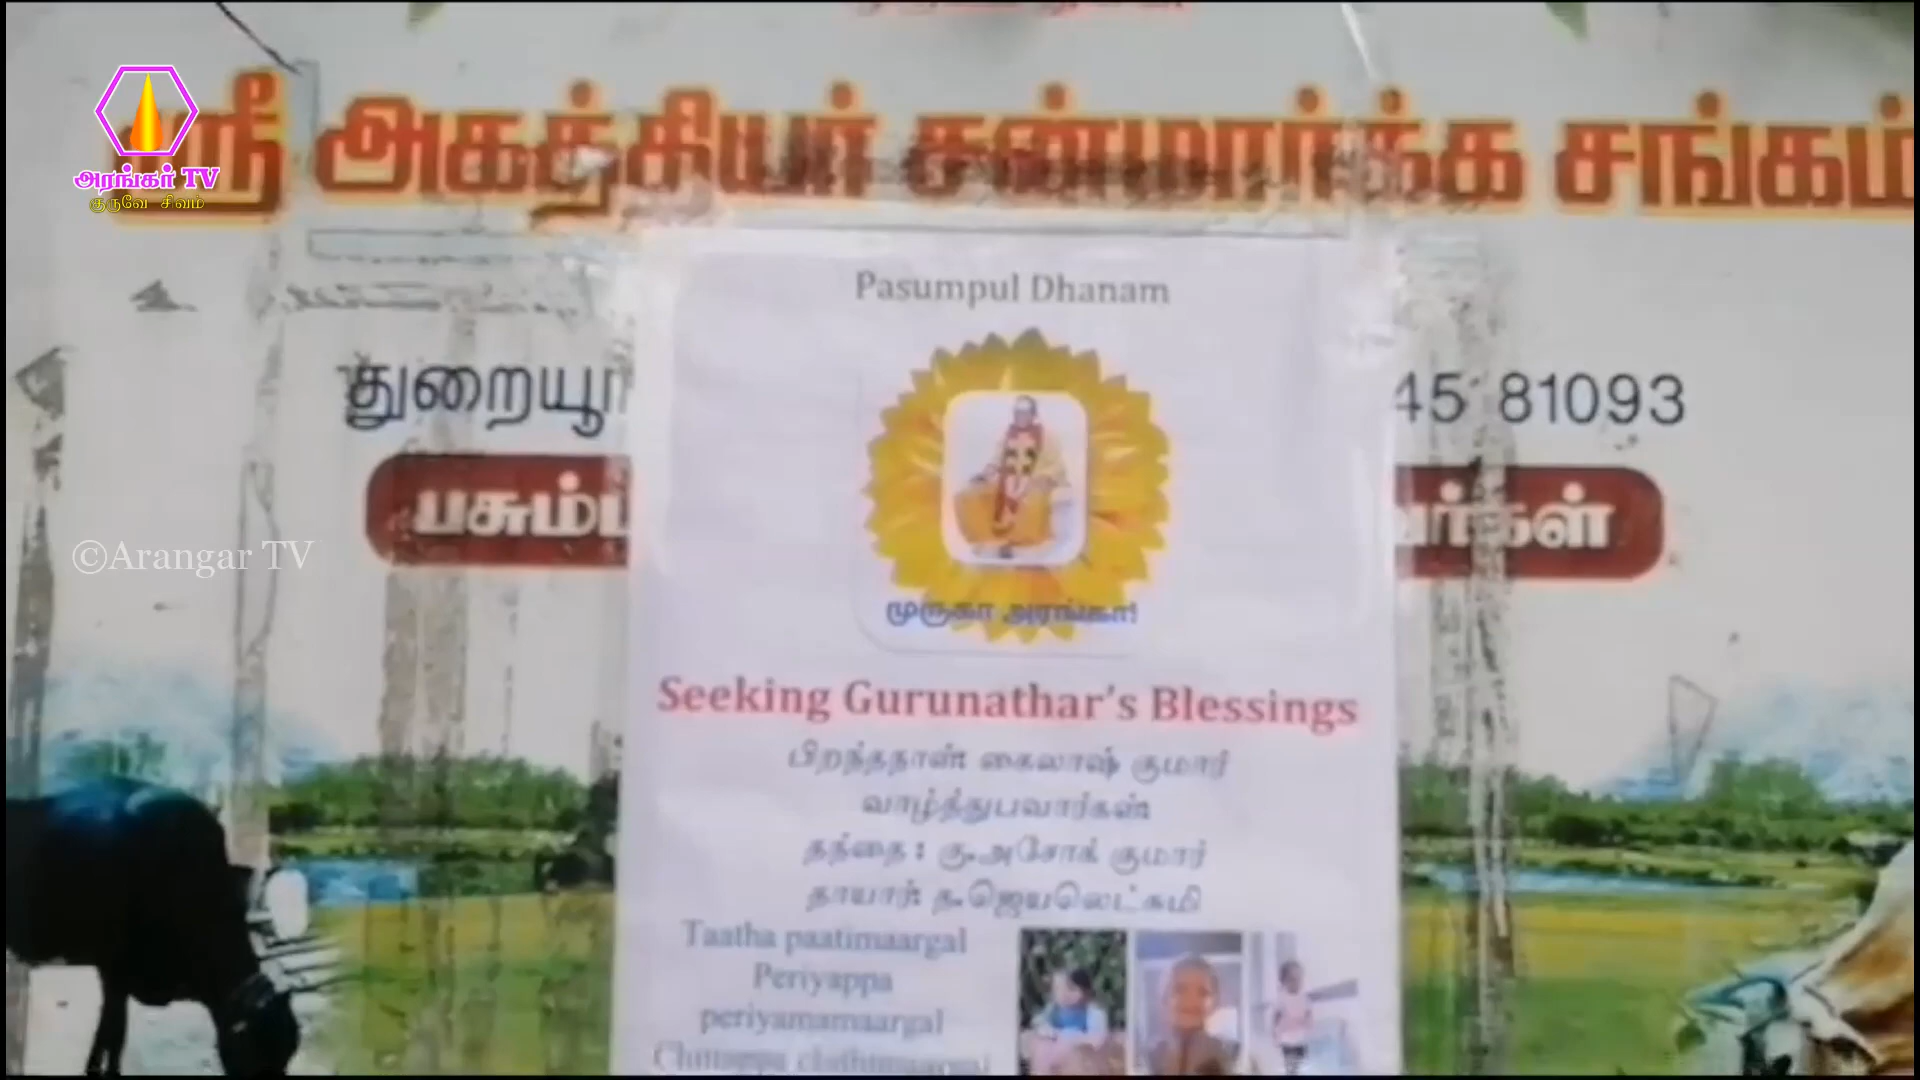 ஸ்ரீ அகத்தியர் சன்மார்க்க சங்கம்
அரங்கர் TV
குருவே சிவம்
Pasumpul Dhanam
துறையூர்
45 81093
©Arangar TV
முருகா அரங்கா!
Seeking Gurunathar's Blessings
பிறந்தநாள்: கைலாஷ் குமார்
வாழ்த்துபவார்கள்:
தந்தை : கு.அசோக் குமார்
தாயார்: ந.ஜெயலெட்சுமி
Taatha paatimaargal
Periyappa
periyamamaargal